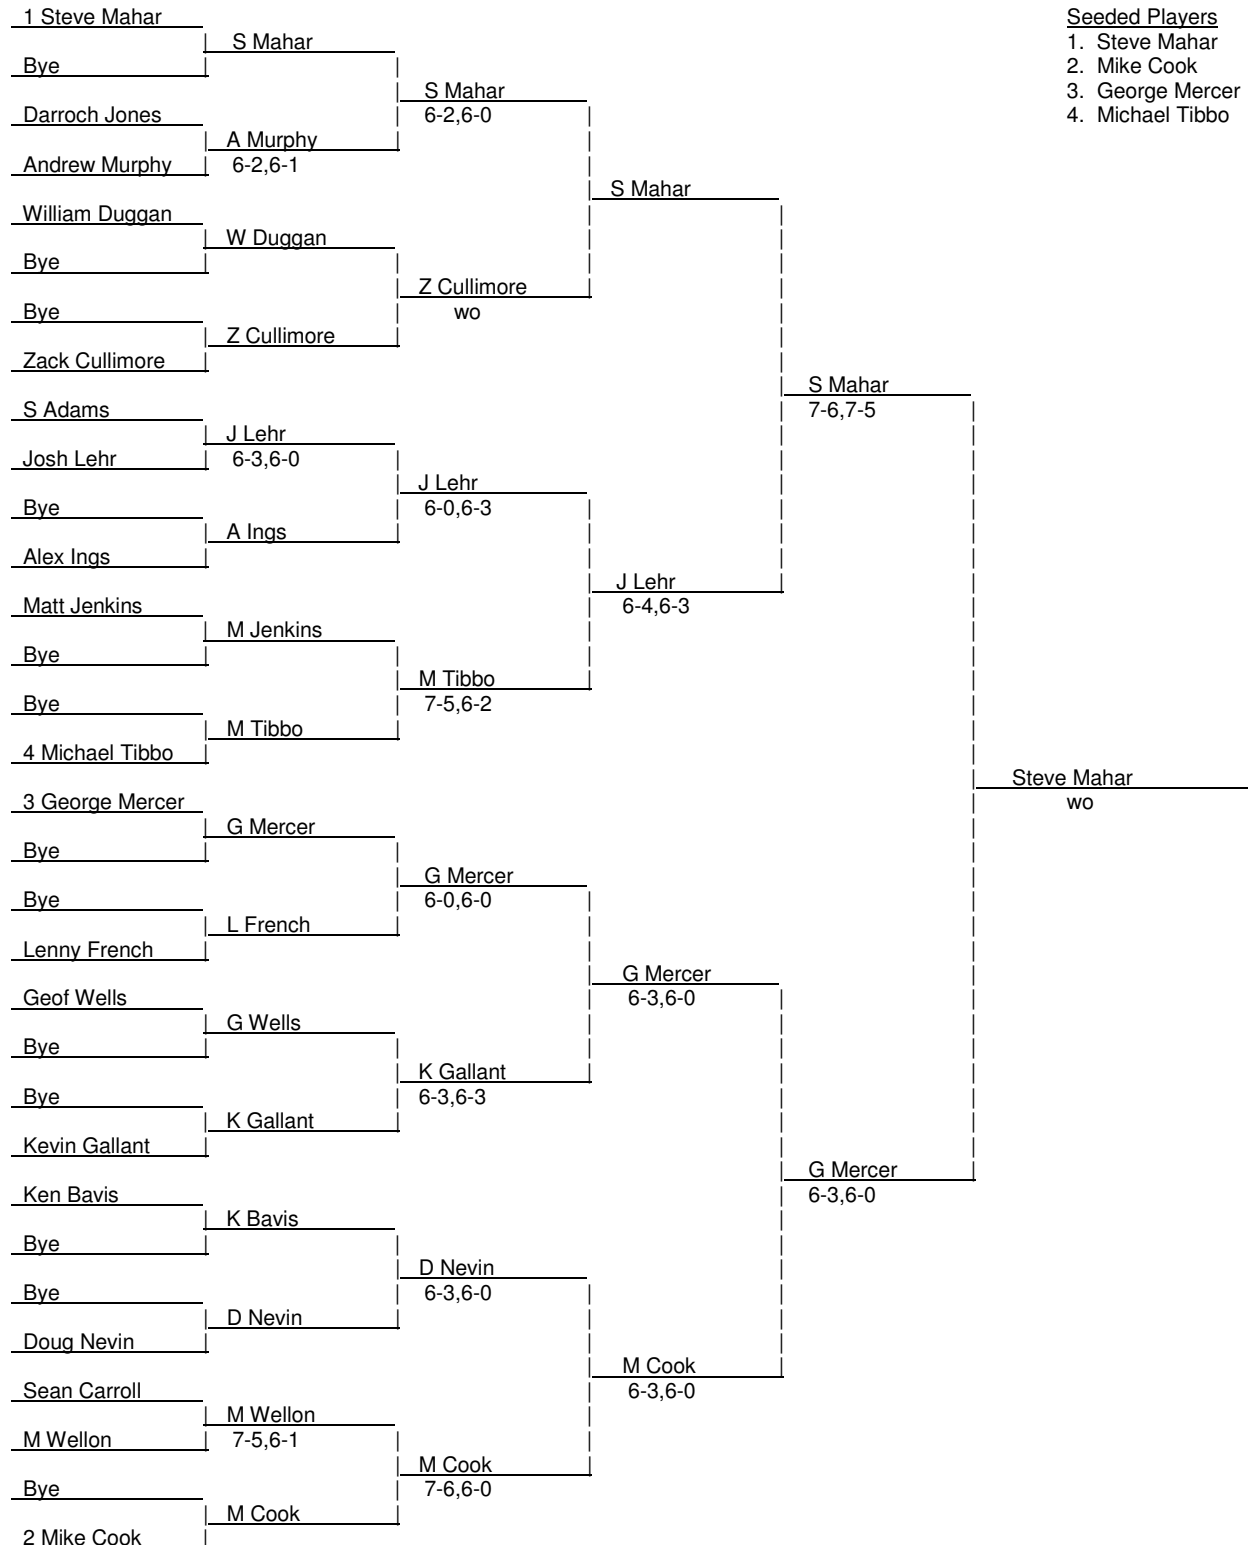 1 Steve Mahar
Seeded Players
S Mahar
1. Steve Mahar
Bye
2. Mike Cook
S Mahar
3. George Mercer
Darroch Jones
6-2,6-0
4. Michael Tibbo
A Murphy
Andrew Murphy
6-2,6-1
S Mahar
William Duggan
W Duggan
Bye
Z Cullimore
Bye
wo
Z Cullimore
Zack Cullimore
S Mahar
S Adams
7-6,7-5
J Lehr
Josh Lehr
6-3,6-0
J Lehr
Bye
6-0,6-3
A Ings
Alex Ings
J Lehr
Matt Jenkins
6-4,6-3
M Jenkins
Bye
M Tibbo
Bye
7-5,6-2
M Tibbo
4 Michael Tibbo
Steve Mahar
3 George Mercer
wo
G Mercer
Bye
G Mercer
Bye
6-0,6-0
L French
Lenny French
G Mercer
Geof Wells
6-3,6-0
G Wells
Bye
K Gallant
Bye
6-3,6-3
K Gallant
Kevin Gallant
G Mercer
Ken Bavis
6-3,6-0
K Bavis
Bye
D Nevin
Bye
6-3,6-0
D Nevin
Doug Nevin
M Cook
Sean Carroll
6-3,6-0
M Wellon
M Wellon
7-5,6-1
M Cook
Bye
7-6,6-0
M Cook
2 Mike Cook